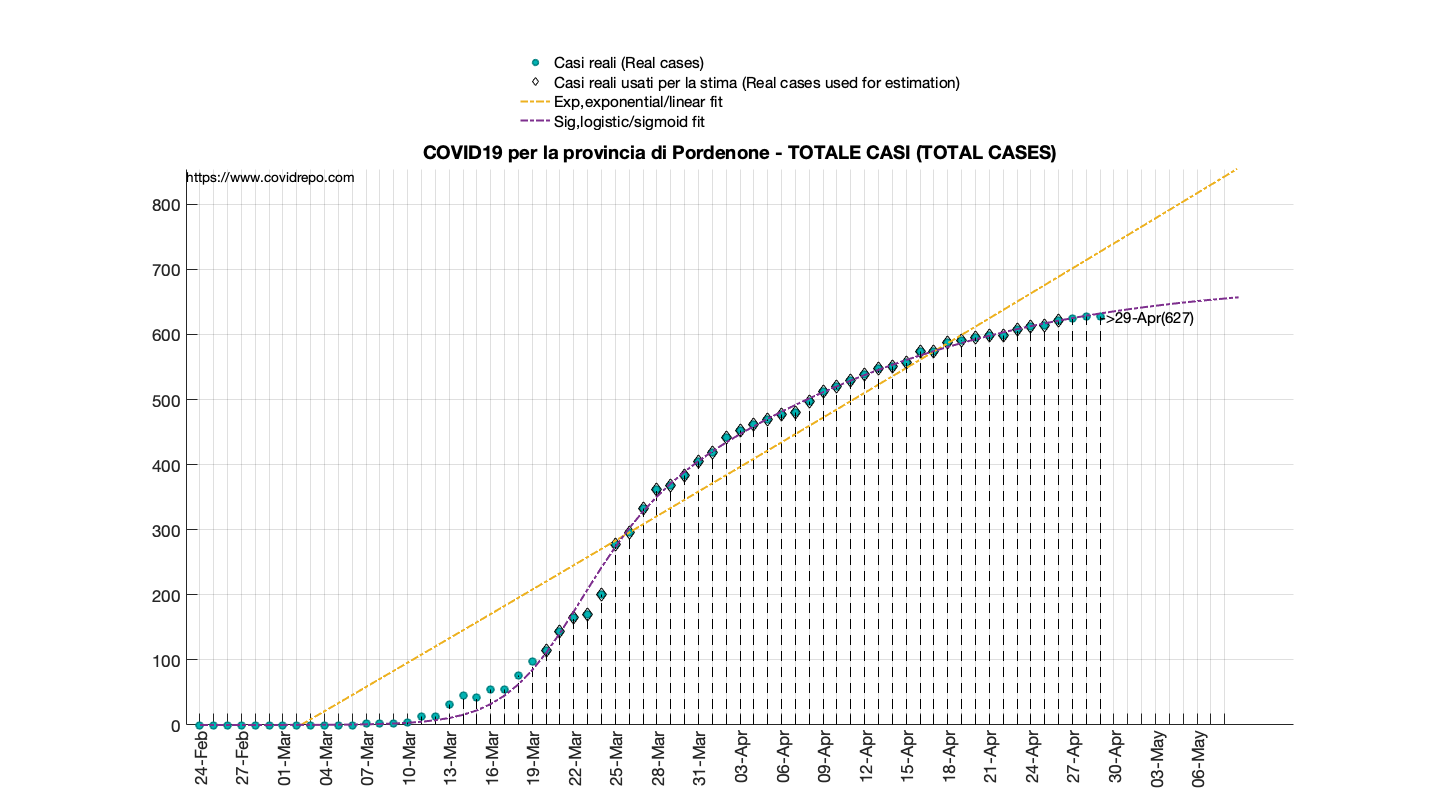 Casi reali (Real cases)
Casi reali usati per la stima (Real cases used for estimation)
Exp,exponential/linear fit
Sig,logistic/sigmoid fit
COVID19 per la provincia di Pordenone - TOTALE CASI (TOTAL CASES)
https://www.covidrepo.com
800
700
600
500
400
300
200
100
0
->29-Apr(627)
24-Feb
27-Feb
01-Mar
04-Mar
07-Mar
10-Mar
13-Mar
16-Mar
19-Mar
22-Mar
25-Mar
28-Mar
31-Mar
03-Apr
06-Apr
09-Apr
12-Apr
15-Apr
18-Apr
21-Apr
24-Apr
27-Apr
30-Apr
03-May
06-May